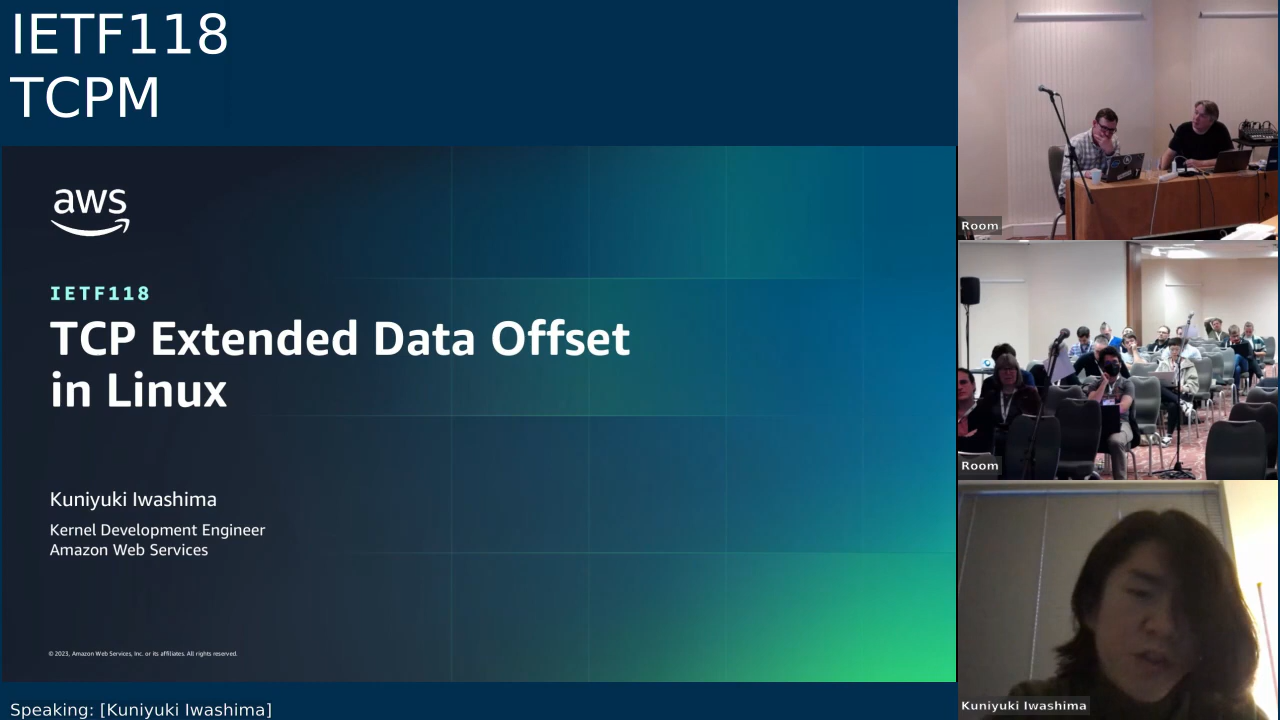 IETF118
TCPM
aws
IETF118
TCP Extended Data Offset
in Linux
Kuniyuki Iwashima
Kernel Development Engineer
Amazon Web Services
© 2023, Amazon Web Services, Inc. or its affiliates. All rights reserved.
Speaking: [Kuniyuki Iwashima]
Room
Room
Kuniyuki Iwashima